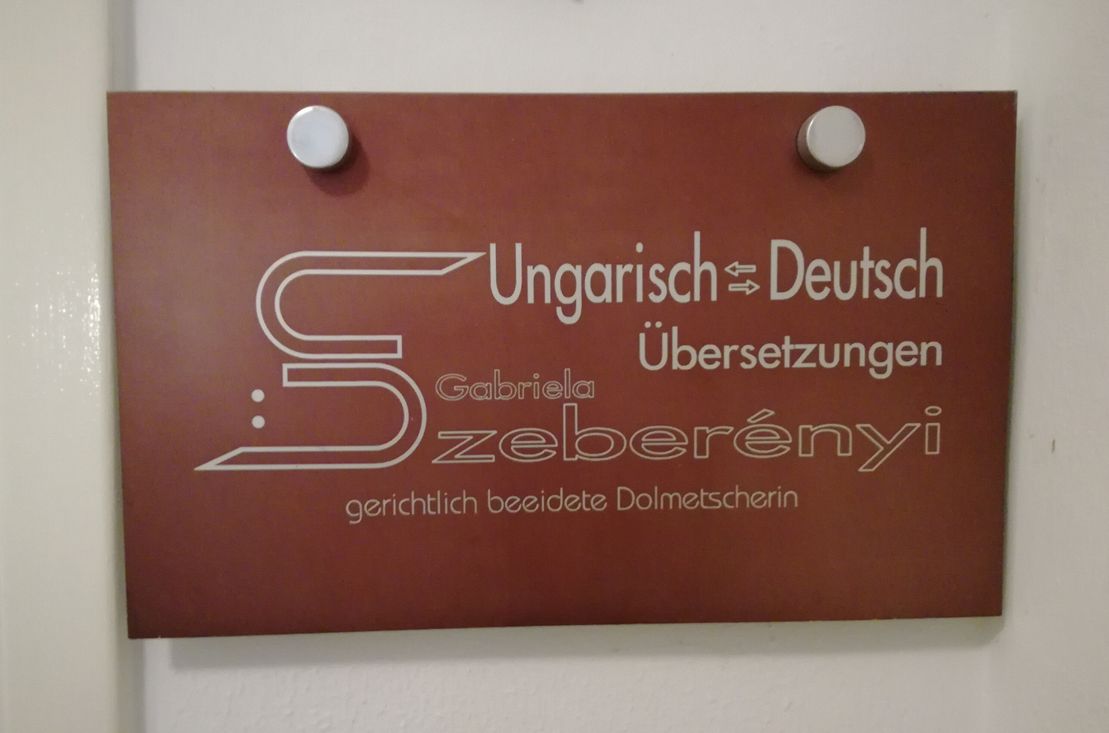 Ungarisch ⇆ Deutsch
Übersetzungen
Gabriela
Szeberényi
gerichtlich beeidete Dolmetscherin